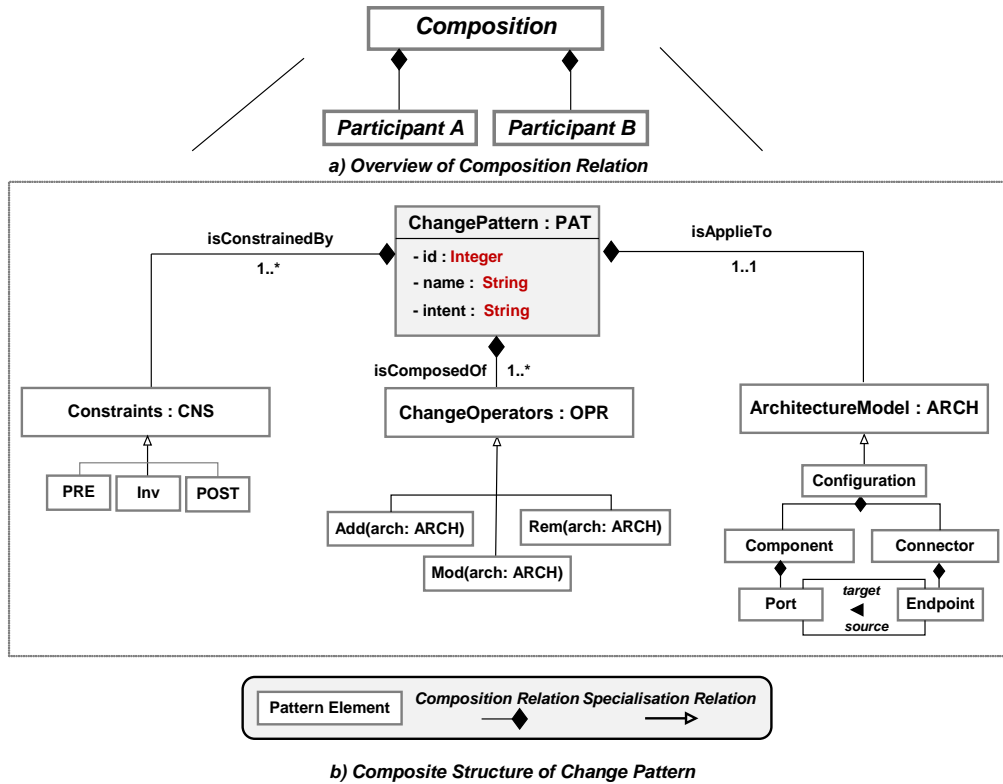 Composition
Participant A
Participant B
a) Overview of Composition Relation
ChangePattern : PAT
- id : Integer
- name : String
- intent : String
isConstrainedBy
1..*
isApplieTo
1..1
isComposedOf
1..*
Constraints : CNS
ChangeOperators : OPR
ArchitectureModel : ARCH
PRE
Inv
POST
Add(arch: ARCH)
Rem(arch: ARCH)
Mod(arch: ARCH)
Configuration
Component
Connector
Port
target
source
Endpoint
Pattern Element
Composition Relation
Specialisation Relation
b) Composite Structure of Change Pattern